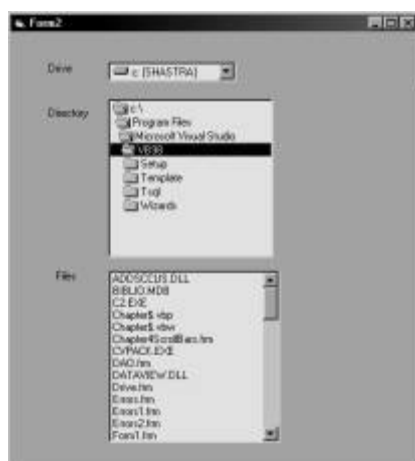 Form2
Drive
c: [SHASTRA]
Directory
c:\
Program Files
Microsoft Visual Studio
VB98
Setup
Template
Tsql
Wizards
Files
ADDSCCUS.DLL
BIBLIO.MDB
C2.EXE
Chapter5.vbp
Chapter5.vbw
Chapter4ScrollBars.frm
CVPACK.EXE
DAO.frm
DATAVIEW.DLL
Drive.frm
Errors.frm
Errors1.frm
Errors2.frm
Form1.frm